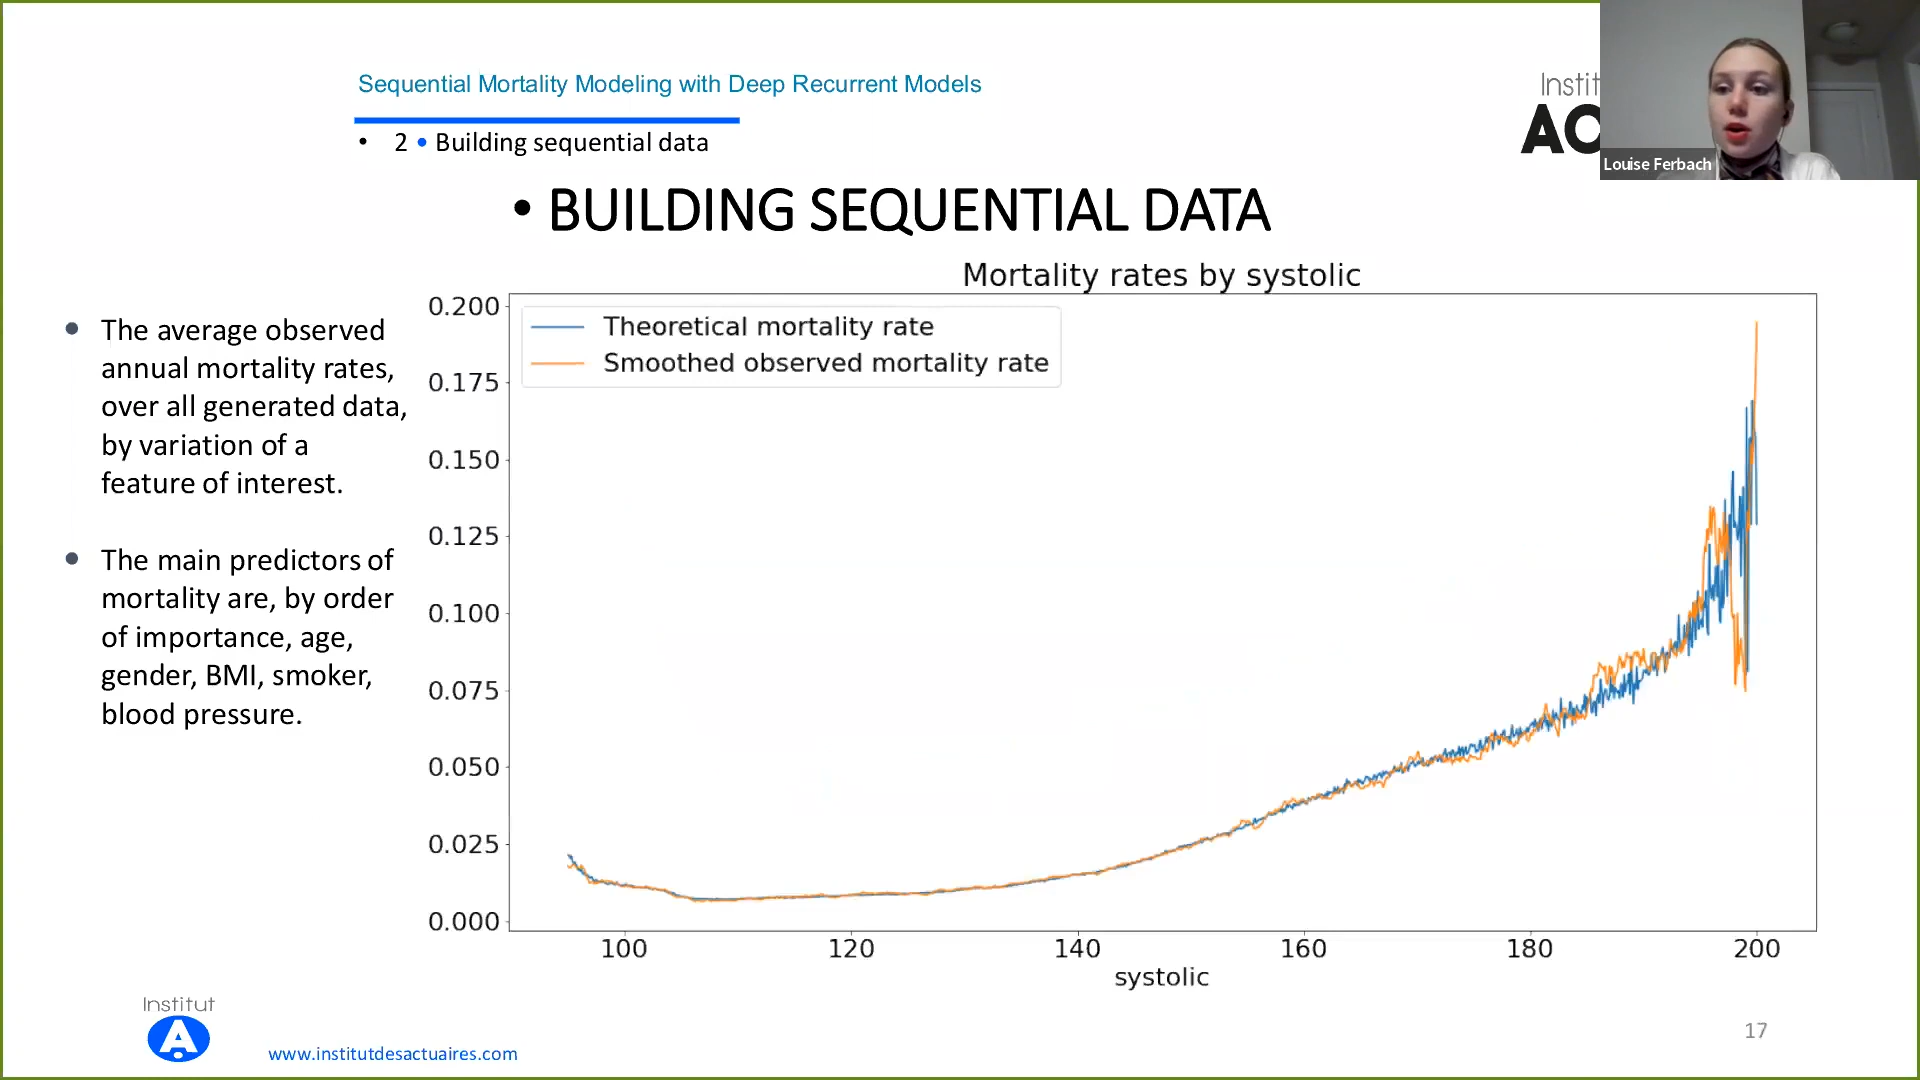 Sequential Mortality Modeling with Deep Recurrent Models
• 2 • Building sequential data
Instit
AC
Louise Ferbach
• BUILDING SEQUENTIAL DATA
• The average observed
annual mortality rates,
over all generated data,
by variation of a
feature of interest.
• The main predictors of
mortality are, by order
of importance, age,
gender, BMI, smoker,
blood pressure.
Mortality rates by systolic
Theoretical mortality rate
Smoothed observed mortality rate
0.200
0.175
0.150
0.125
0.100
0.075
0.050
0.025
0.000
100 120 140 160 180 200
systolic
Institut
A
www.institutdesactuaires.com
17